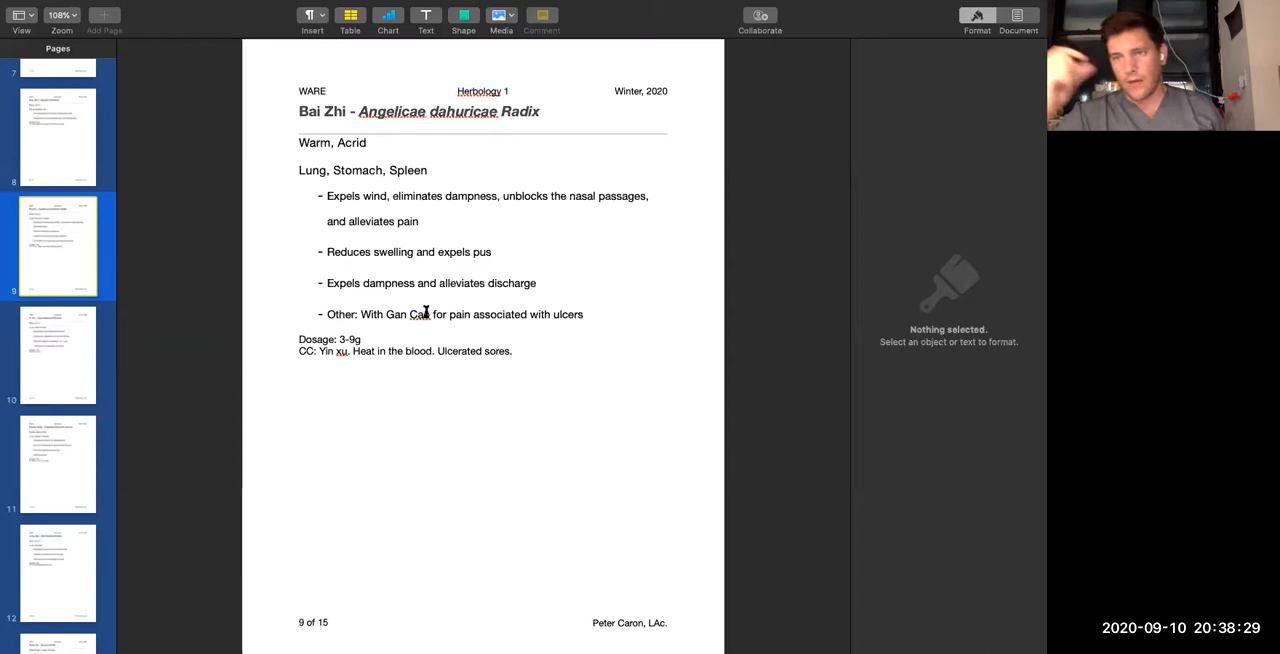 108%
View
Zoom
Add Page
Insert
Table
Chart
Text
Shape
Media
Comment
Collaborate
Format
Document
Pages
7
8
9
10
11
12
WARE Herbology 1 Winter, 2020
Bai Zhi - Angelicae dahuricae Radix
Warm, Acrid
Lung, Stomach, Spleen
- Expels wind, eliminates dampness, unblocks the nasal passages,
and alleviates pain
- Reduces swelling and expels pus
- Expels dampness and alleviates discharge
- Other: With Gan Cao for pain associated with ulcers
Dosage: 3-9g
CC: Yin xu. Heat in the blood. Ulcerated sores.
9 of 15 Peter Caron, LAc.
Nothing selected.
Select an object or text to format.
2020-09-10 20:38:29